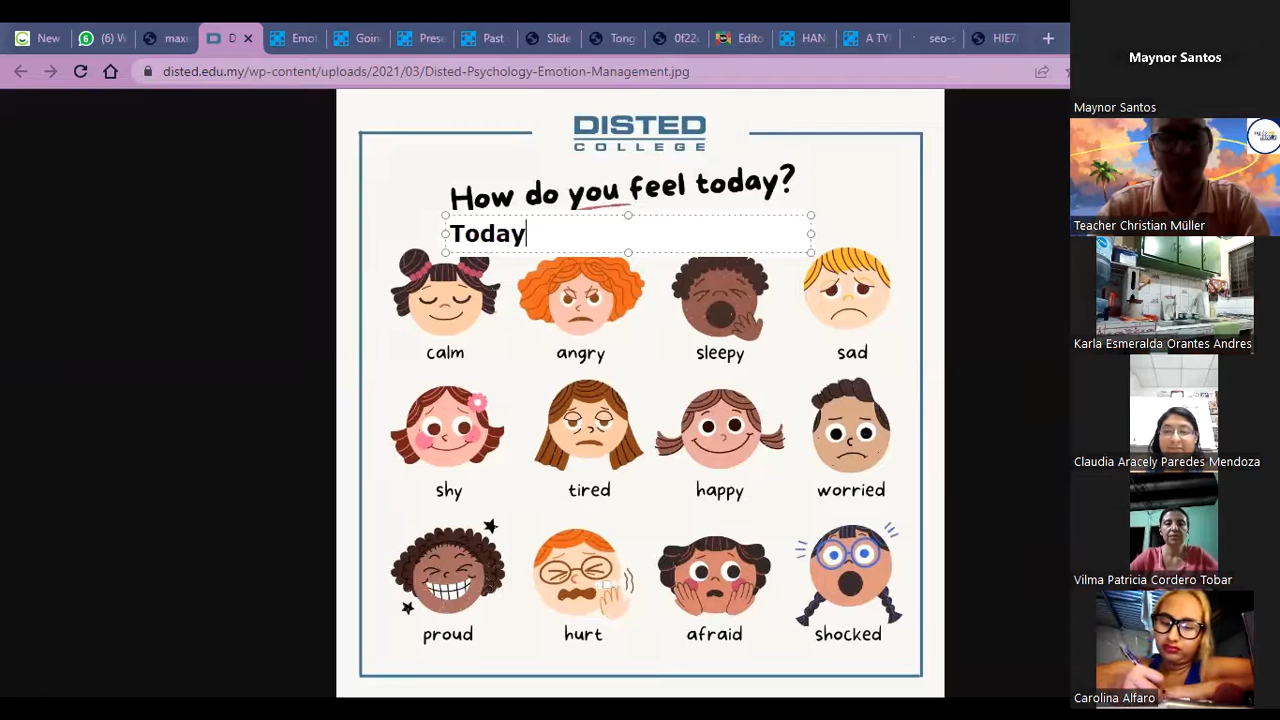 New
(6) W
maxr
D
Emot
Goin
Prese
Past
Slide
Tong
0f22c
Edito
HAN
A TY
seo-s
HIE7
disted.edu.my/wp-content/uploads/2021/03/Disted-Psychology-Emotion-Management.jpg
DISTED
COLLEGE
How do you feel today?
Today
calm
angry
sleepy
sad
shy
tired
happy
worried
proud
hurt
afraid
shocked
Maynor Santos
Maynor Santos
Teacher Christian Müller
Karla Esmeralda Orantes Andres
Claudia Aracely Paredes Mendoza
Vilma Patricia Cordero Tobar
Carolina Alfaro